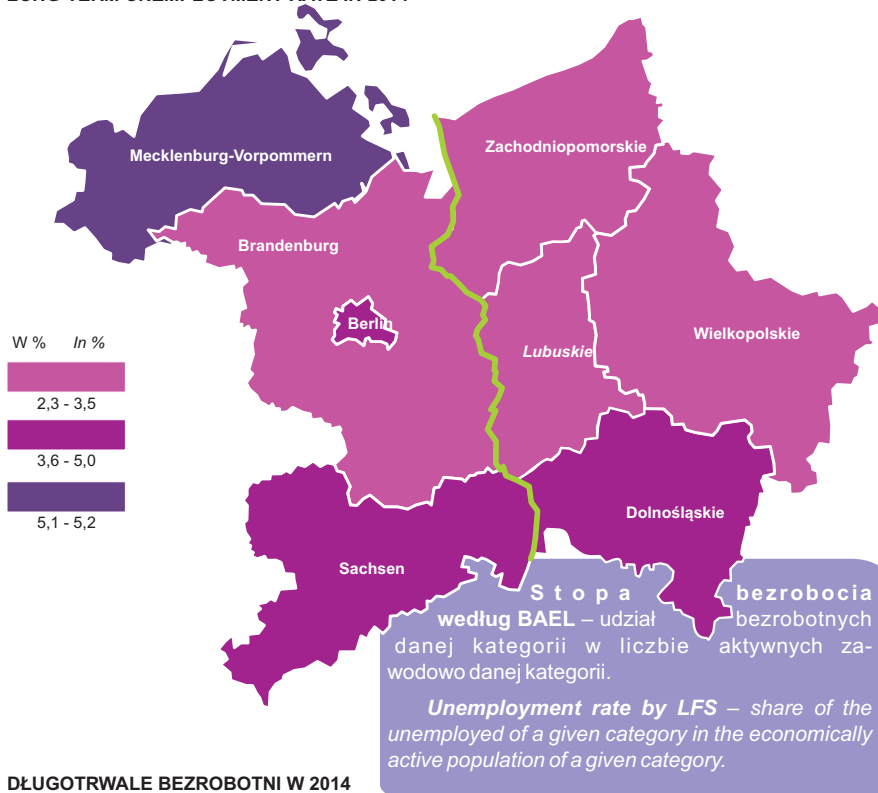 Mecklenburg-Vorpommern
Zachodniopomorskie
Brandenburg
Berlin
Lubuskie
Wielkopolskie
W % In %
2,3 - 3,5
3,6 - 5,0
5,1 - 5,2
Dolnośląskie
Sachsen
Stopa bezrobocia
według BAEL – udział bezrobotnych
danej kategorii w liczbie aktywnych za-
wodowo danej kategorii.
Unemployment rate by LFS – share of the
unemployed of a given category in the economically
active population of a given category.
DŁUGOTRWALE BEZROBOTNI W 2014